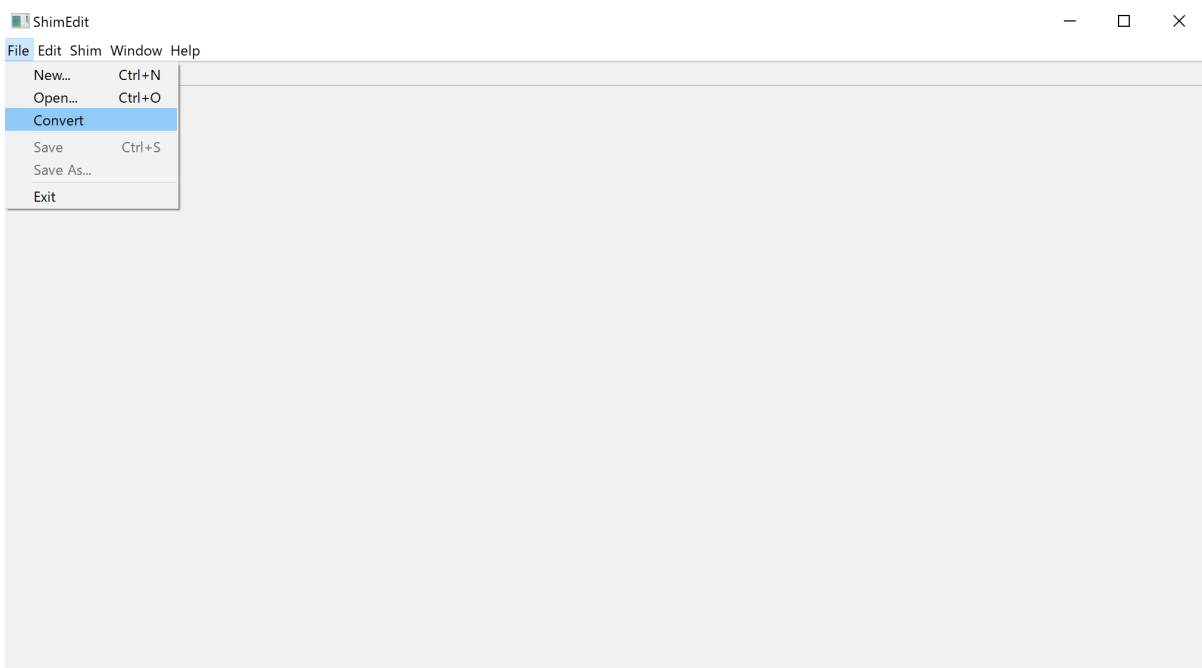 ShimEdit
File Edit Shim Window Help
New... Ctrl+N
Open... Ctrl+O
Convert
Save Ctrl+S
Save As...
Exit